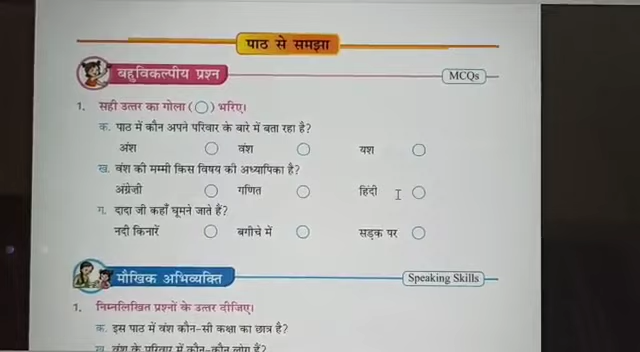 पाठ से समझा
बहुविकल्पीय प्रश्न MCQs
1. सही उत्तर का गोला ( ) भरिए।
क. पाठ में कौन अपने परिवार के बारे में बता रहा है?
अंश वंश यश
ख. वंश की मम्मी किस विषय की अध्यापिका है?
अंग्रेज़ी गणित हिंदी
ग. दादा जी कहाँ घूमने जाते हैं?
नदी किनारें बगीचे में सड़क पर
मौखिक अभिव्यक्ति Speaking Skills
1. निम्नलिखित प्रश्नों के उत्तर दीजिए।
क. इस पाठ में वंश कौन-सी कक्षा का छात्र है?
ख. वंश के परिवार में कौन-कौन लोग हैं?